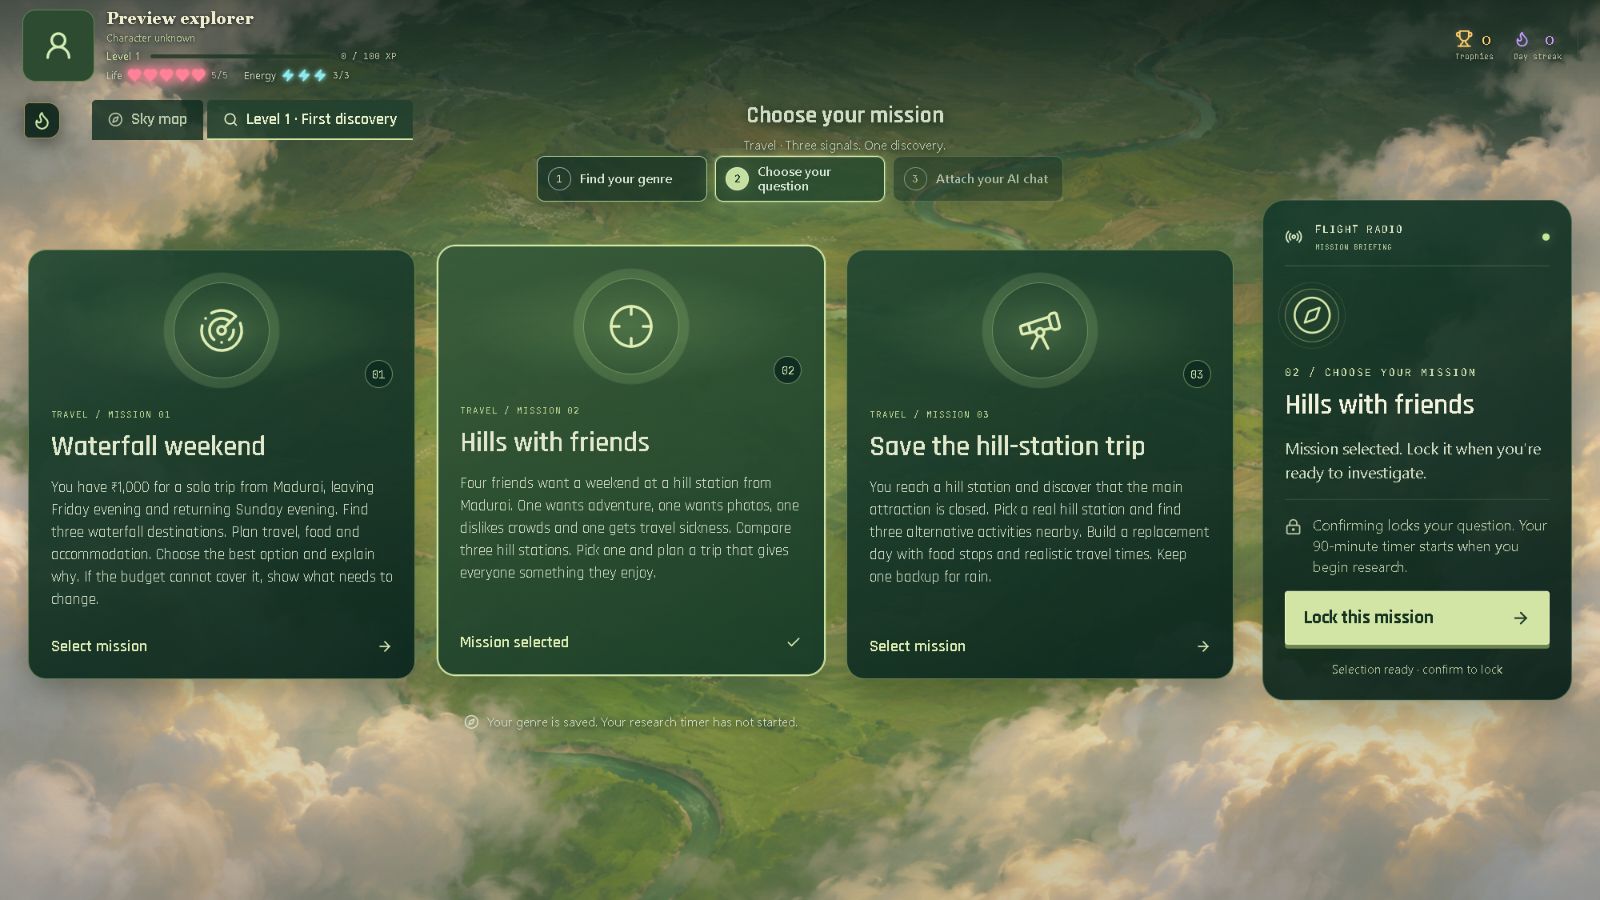 Preview explorer
Character unknown
Level 1 0 / 100 XP
Life 5/5 Energy 3/3
0 0
Trophies Day streak
Sky map
Level 1 · First discovery
Choose your mission
Travel · Three signals. One discovery.
1 Find your genre
2 Choose your
question
3 Attach your AI chat
01
TRAVEL / MISSION 01
Waterfall weekend
You have ₹1,000 for a solo trip from Madurai, leaving
Friday evening and returning Sunday evening. Find
three waterfall destinations. Plan travel, food and
accommodation. Choose the best option and explain
why. If the budget cannot cover it, show what needs to
change.
Select mission
02
TRAVEL / MISSION 02
Hills with friends
Four friends want a weekend at a hill station from
Madurai. One wants adventure, one wants photos, one
dislikes crowds and one gets travel sickness. Compare
three hill stations. Pick one and plan a trip that gives
everyone something they enjoy.
Mission selected
03
TRAVEL / MISSION 03
Save the hill-station trip
You reach a hill station and discover that the main
attraction is closed. Pick a real hill station and find
three alternative activities nearby. Build a replacement
day with food stops and realistic travel times. Keep
one backup for rain.
Select mission
FLIGHT RADIO
MISSION BRIEFING
02 / CHOOSE YOUR MISSION
Hills with friends
Mission selected. Lock it when you're
ready to investigate.
Confirming locks your question. Your
90-minute timer starts when you
begin research.
Lock this mission
Selection ready · confirm to lock
Your genre is saved. Your research timer has not started.